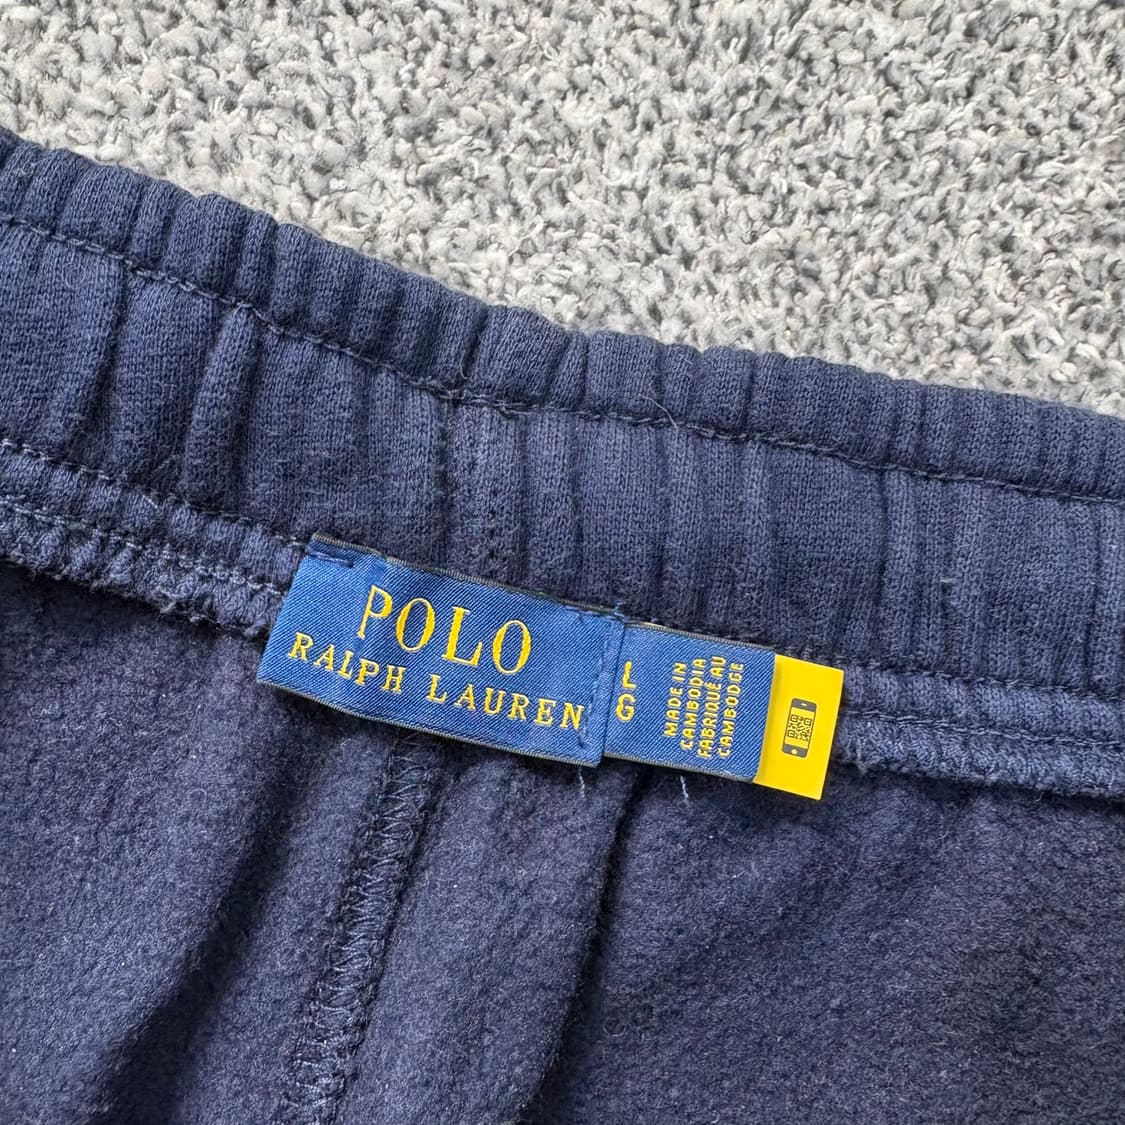 POLO
RALPH LAUREN
L
G
MADE IN
CAMBODIA
FABRIQUÉ AU
CAMBODGE